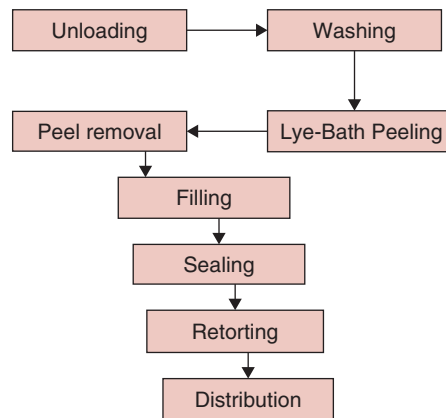 Unloading
Washing
Lye-Bath Peeling
Peel removal
Filling
Sealing
Retorting
Distribution